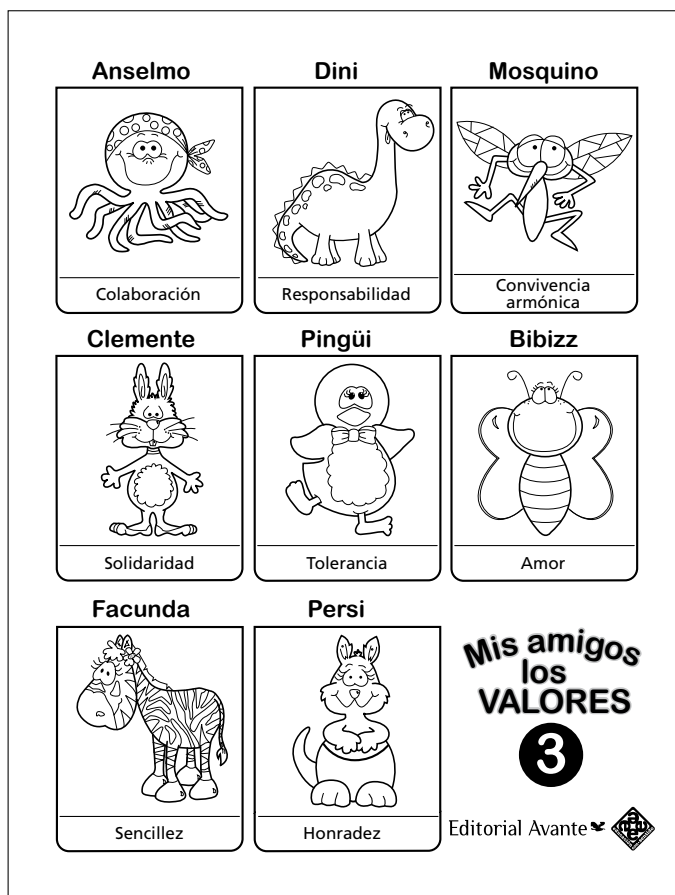 Anselmo
Dini
Mosquino
Colaboración
Responsabilidad
Convivencia
armónica
Clemente
Pingüi
Bibizz
Solidaridad
Tolerancia
Amor
Facunda
Persi
Sencillez
Honradez
Mis amigos
los
VALORES
3
Editorial Avante